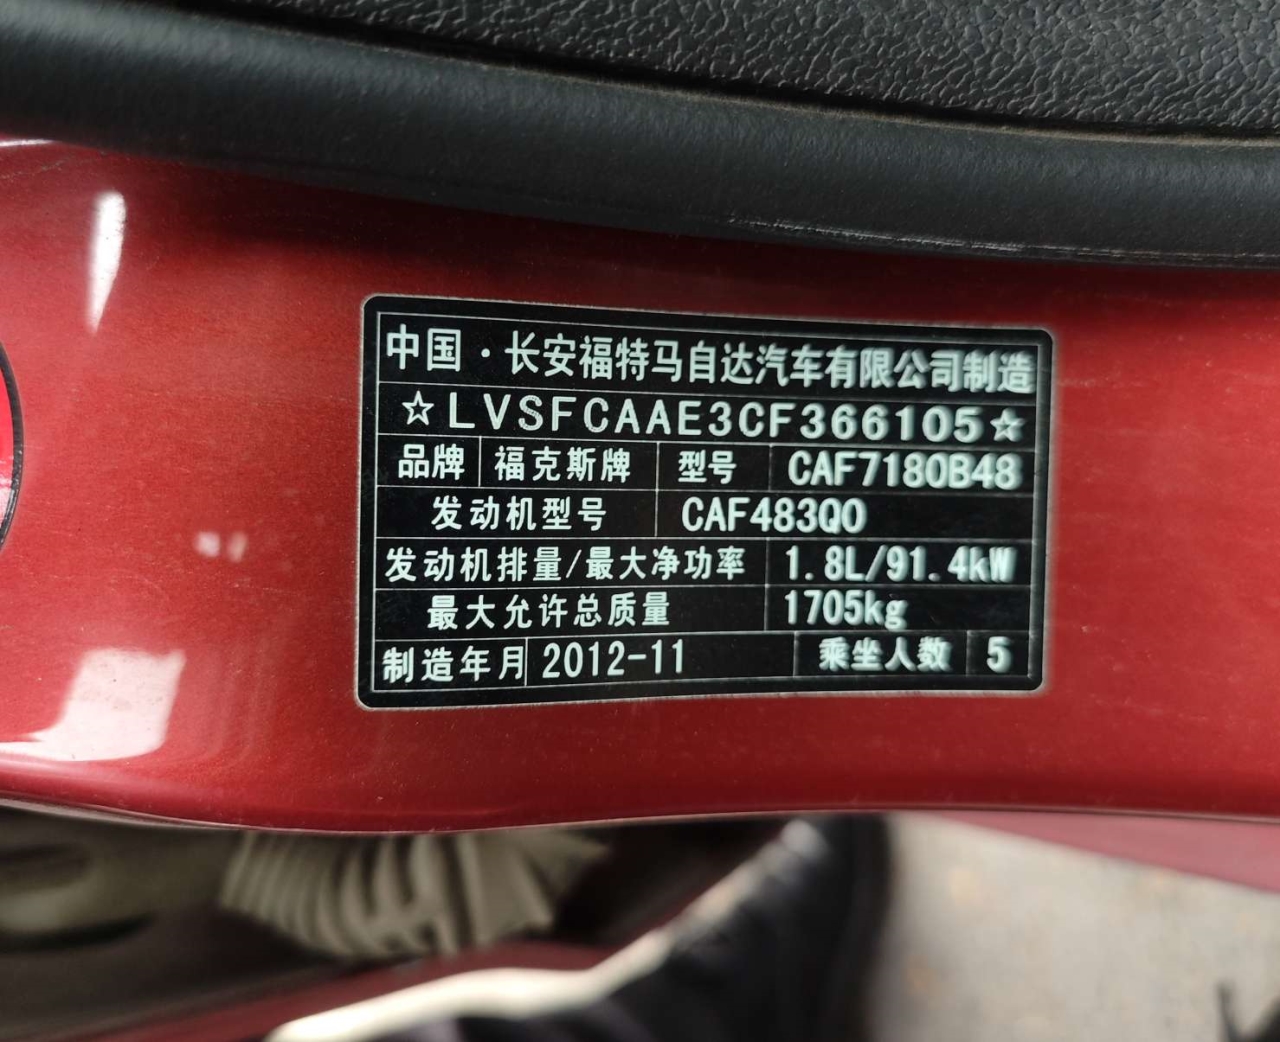 中国·长安福特马自达汽车有限公司制造
☆LVSFCAAE3CF366105☆
品牌 福克斯牌 型号 CAF7180B48
发动机型号 CAF483Q0
发动机排量/最大净功率 1.8L/91.4kW
最大允许总质量 1705kg
制造年月 2012-11 乘坐人数 5